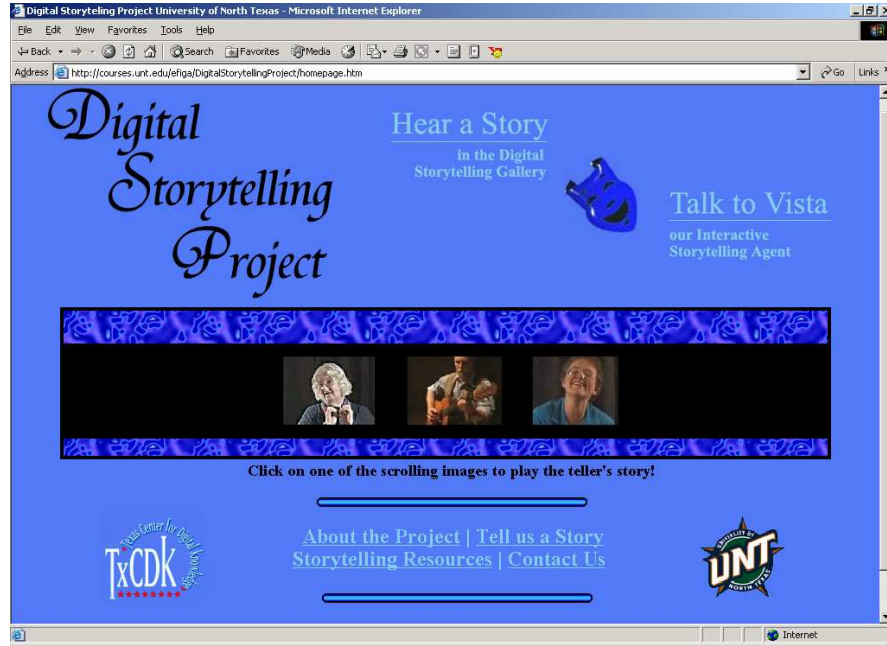 Digital Storyteling Project University of North Texas - Microsoft Internet Explorer
File Edit View Favorites Tools Help
Back Search Favorites Media
Address http://courses.unt.edu/efiga/DigitalStorytellingProject/homepage.htm Go Links
Digital
Storytelling
Project
Hear a Story
in the Digital
Storytelling Gallery
Talk to Vista
our Interactive
Storytelling Agent
Click on one of the scrolling images to play the teller's story!
Texas Center for Digital Knowledge
TxCDK
About the Project | Tell us a Story
Storytelling Resources | Contact Us
UNIVERSITY OF
UNT
NORTH TEXAS
Internet